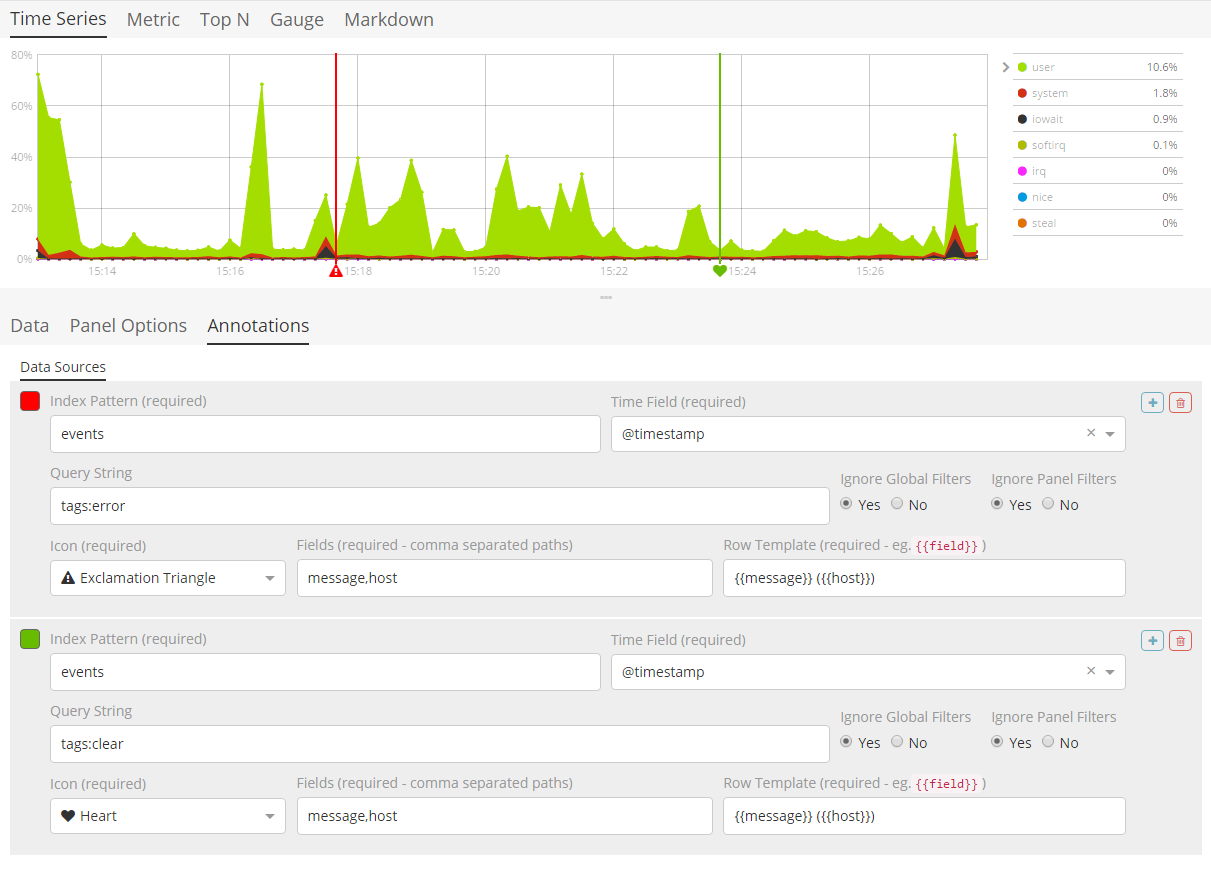 Time Series Metric Top N Gauge Markdown
80%
60%
40%
20%
0%
15:14 15:16 15:18 15:20 15:22 15:24 15:26
user 10.6%
system 1.8%
iowait 0.9%
softirq 0.1%
irq 0%
nice 0%
steal 0%
Data Panel Options Annotations
Data Sources
Index Pattern (required) Time Field (required)
events @timestamp
Query String Ignore Global Filters Ignore Panel Filters
tags:error Yes No Yes No
Icon (required) Fields (required - comma separated paths) Row Template (required - eg. {{field}} )
Exclamation Triangle message,host {{message}} ({{host}})
Index Pattern (required) Time Field (required)
events @timestamp
Query String Ignore Global Filters Ignore Panel Filters
tags:clear Yes No Yes No
Icon (required) Fields (required - comma separated paths) Row Template (required - eg. {{field}} )
Heart message,host {{message}} ({{host}})